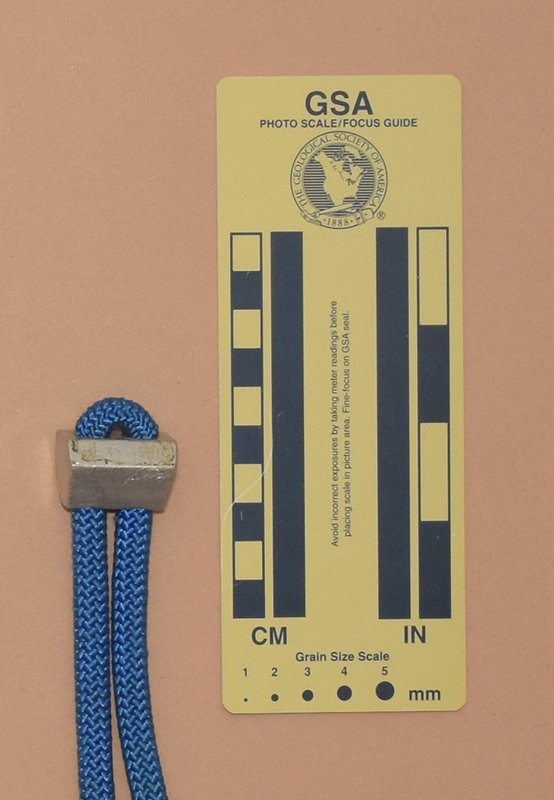 GSA
PHOTO SCALE/FOCUS GUIDE
THE GEOLOGICAL SOCIETY OF AMERICA
·1888·
®
Avoid incorrect exposures by taking meter readings before
placing scale in picture area. Fine-focus on GSA seal.
CM
IN
Grain Size Scale
1 2 3 4 5
mm